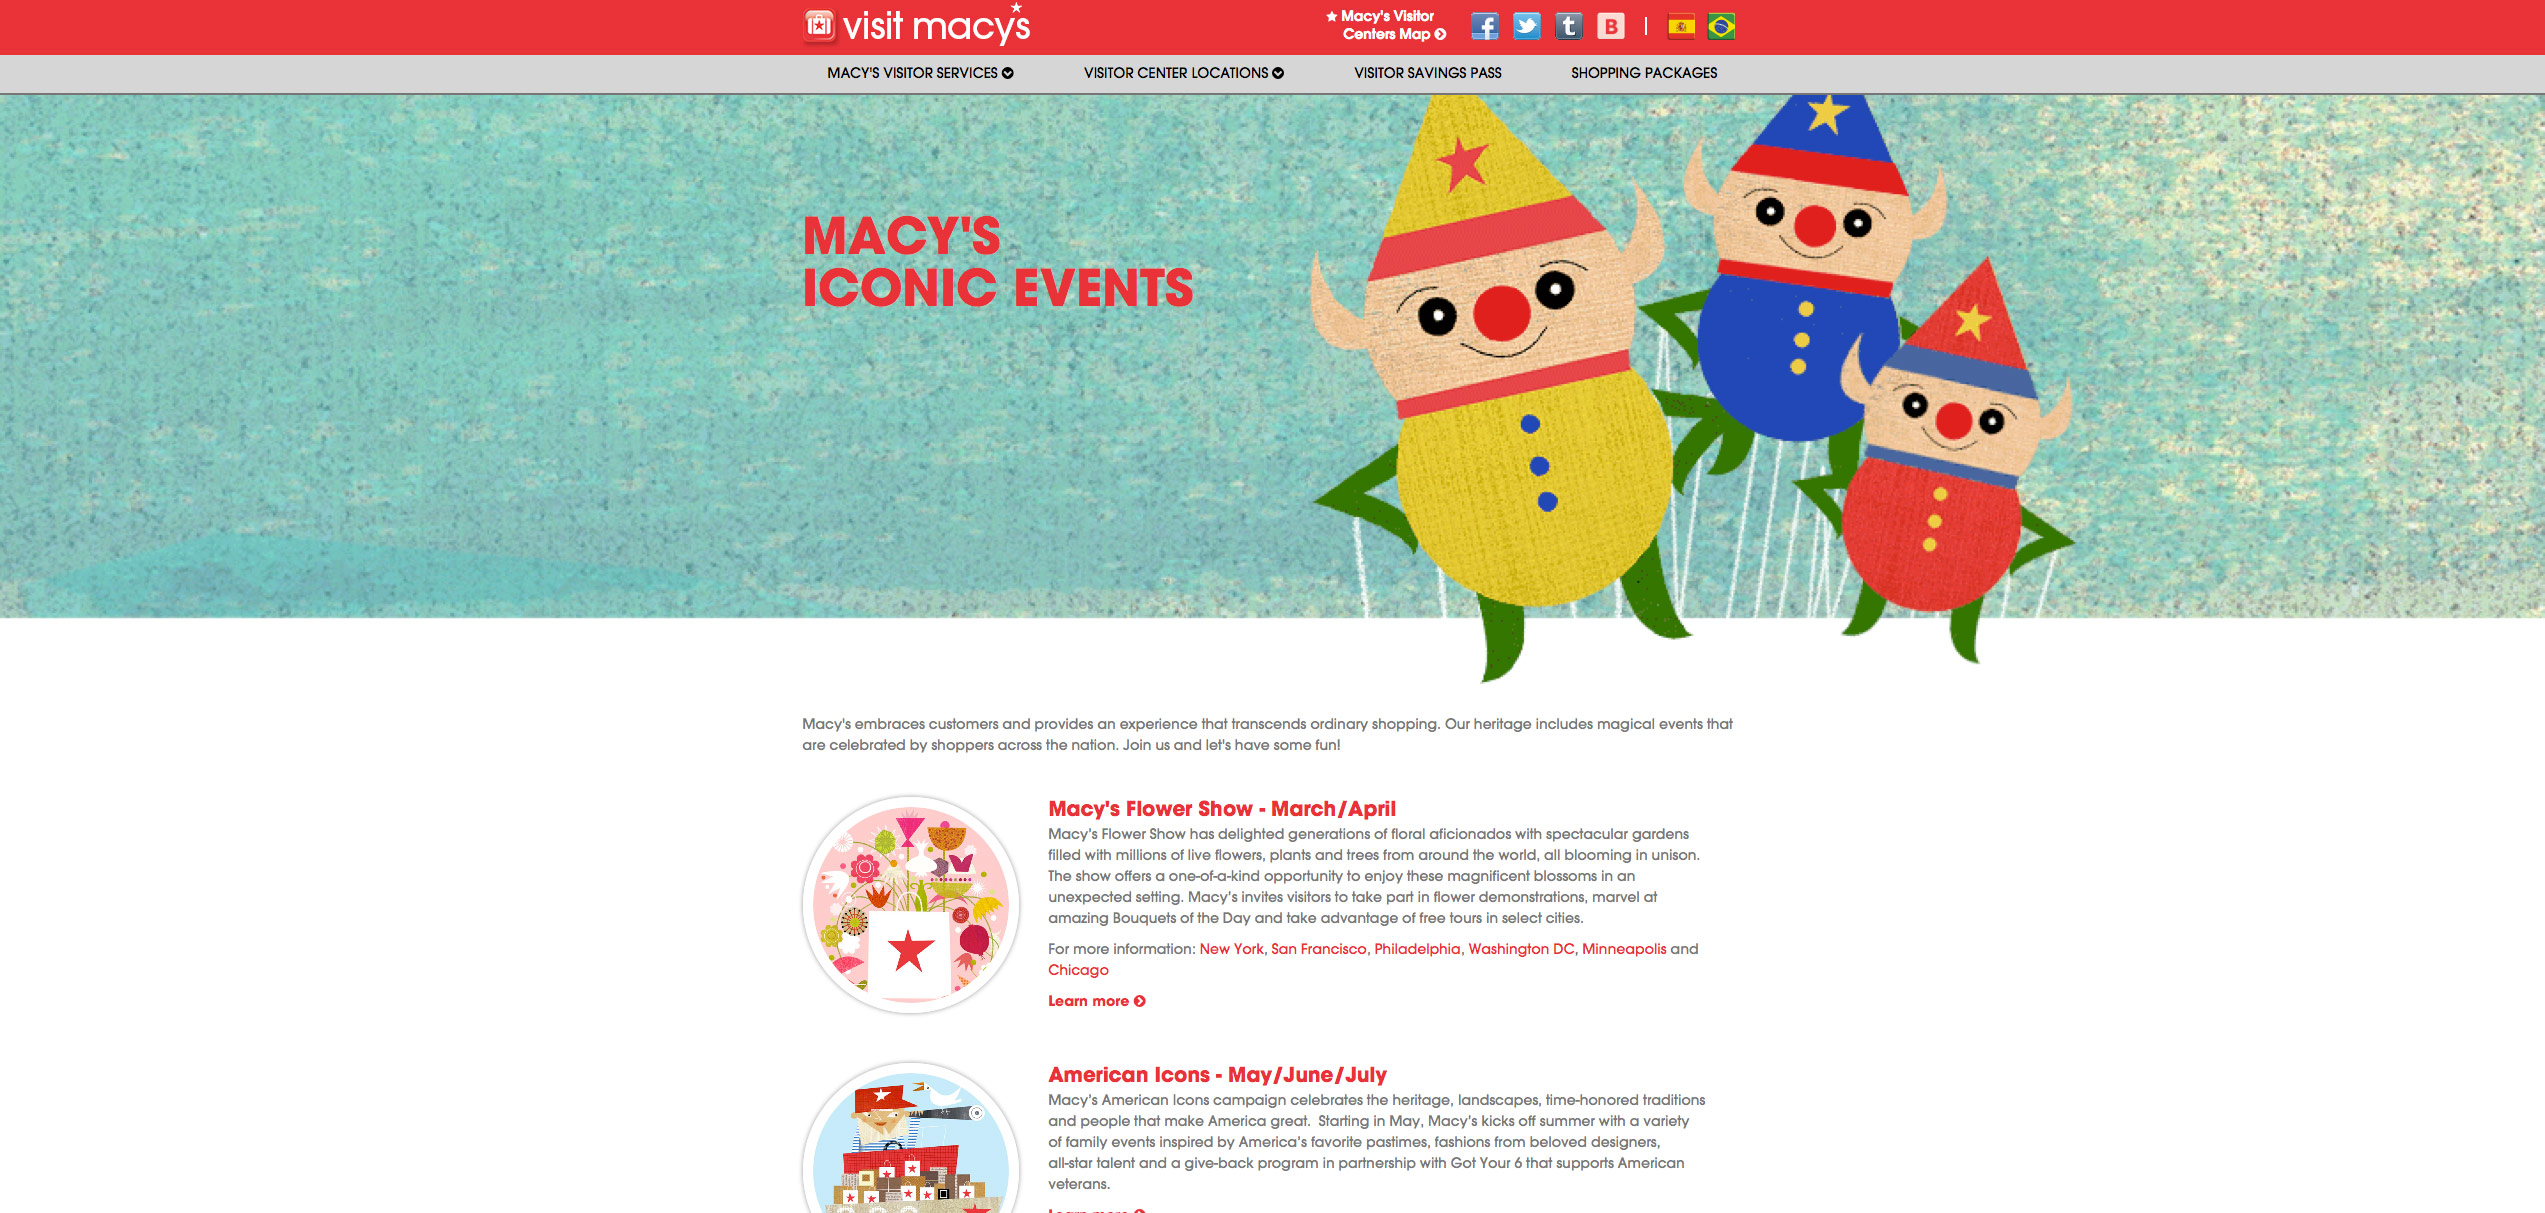 visit macy's
Macy's Visitor
Centers Map
f
t
B
MACY'S VISITOR SERVICES
VISITOR CENTER LOCATIONS
VISITOR SAVINGS PASS
SHOPPING PACKAGES
MACY'S
ICONIC EVENTS
Macy's embraces customers and provides an experience that transcends ordinary shopping. Our heritage includes magical events that
are celebrated by shoppers across the nation. Join us and let's have some fun!
Macy's Flower Show - March/April
Macy's Flower Show has delighted generations of floral aficionados with spectacular gardens
filled with millions of live flowers, plants and trees from around the world, all blooming in unison.
The show offers a one-of-a-kind opportunity to enjoy these magnificent blossoms in an
unexpected setting. Macy's invites visitors to take part in flower demonstrations, marvel at
amazing Bouquets of the Day and take advantage of free tours in select cities.
For more information: New York, San Francisco, Philadelphia, Washington DC, Minneapolis and
Chicago
Learn more
American Icons - May/June/July
Macy's American Icons campaign celebrates the heritage, landscapes, time-honored traditions
and people that make America great. Starting in May, Macy's kicks off summer with a variety
of family events inspired by America's favorite pastimes, fashions from beloved designers,
all-star talent and a give-back program in partnership with Got Your 6 that supports American
veterans.
Learn more